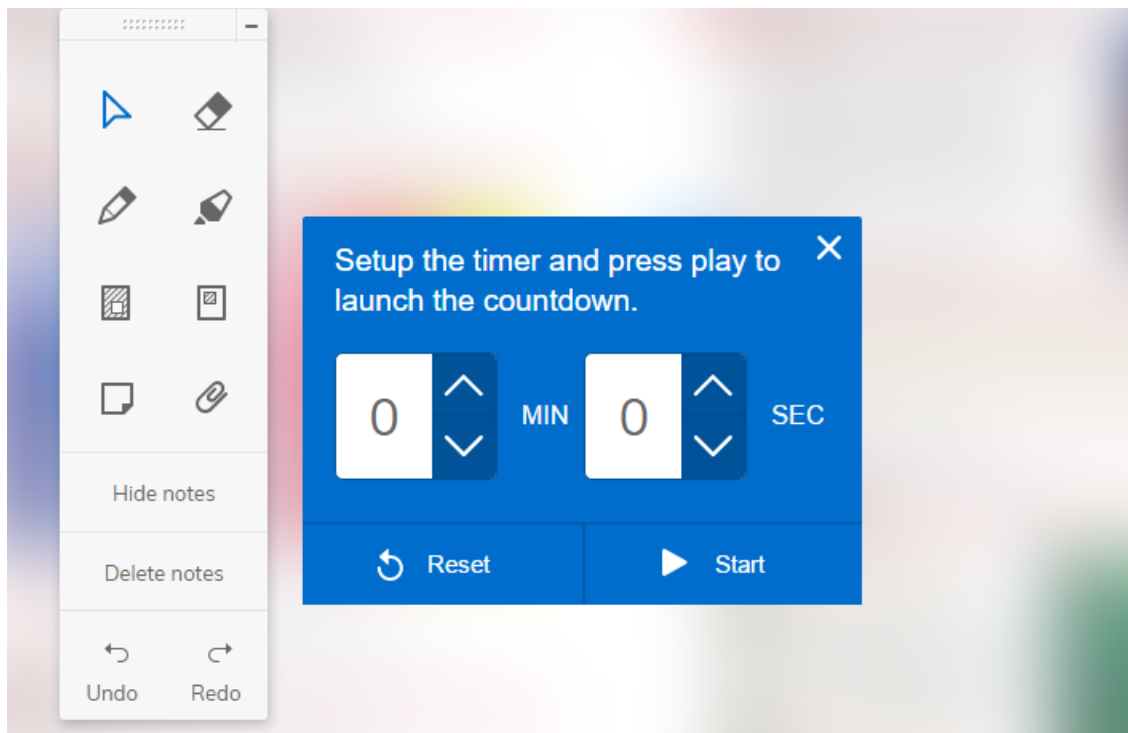 Setup the timer and press play to
launch the countdown.
0 MIN 0 SEC
Hide notes
Delete notes
Reset Start
Undo Redo